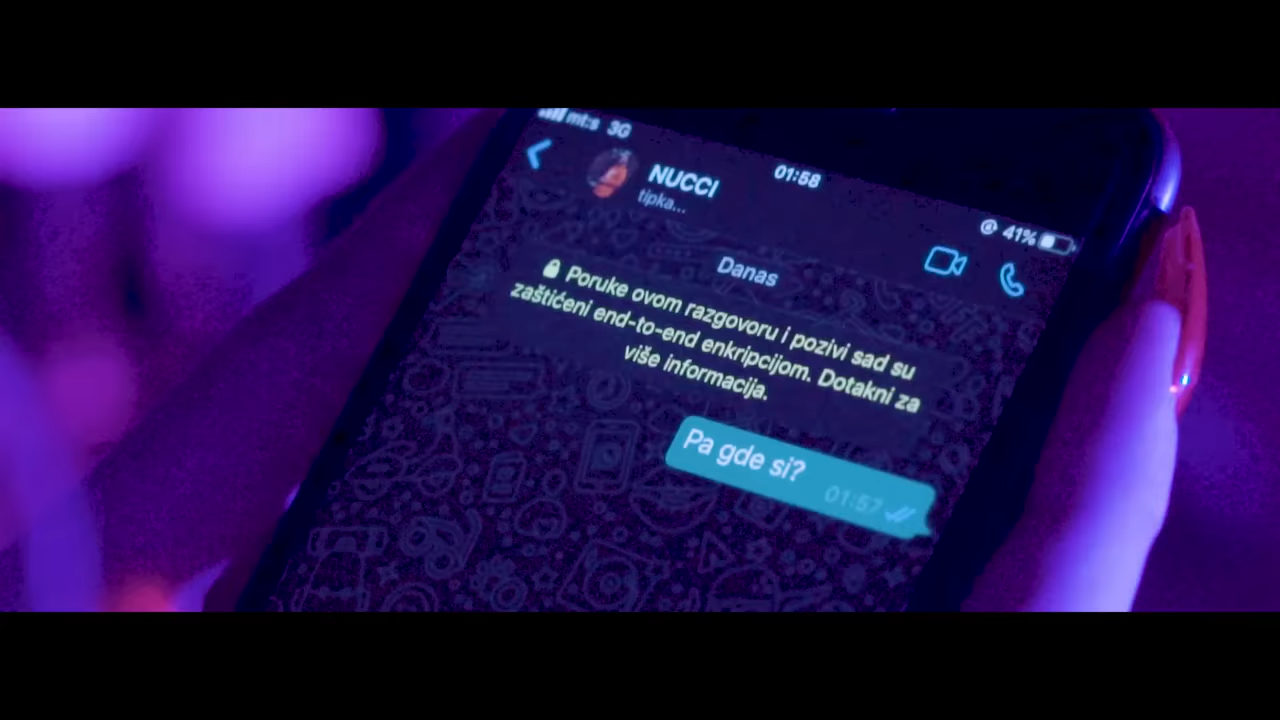 mt:s 3G
01:58
@ 41%
NUCCI
tipka...
Danas
Poruke ovom razgovoru i pozivi sad su
zaštićeni end-to-end enkripcijom. Dotakni za
više informacija.
Pa gde si?
01:57